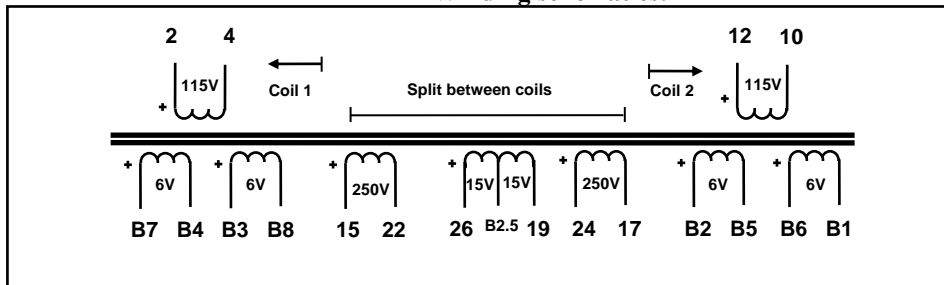 2 4 12 10
115V Coil 1 Split between coils Coil 2 115V
+ +
+ + + + + + +
6V 6V 250V 15V 15V 250V 6V 6V
B7 B4 B3 B8 15 22 26 B2.5 19 24 17 B2 B5 B6 B1